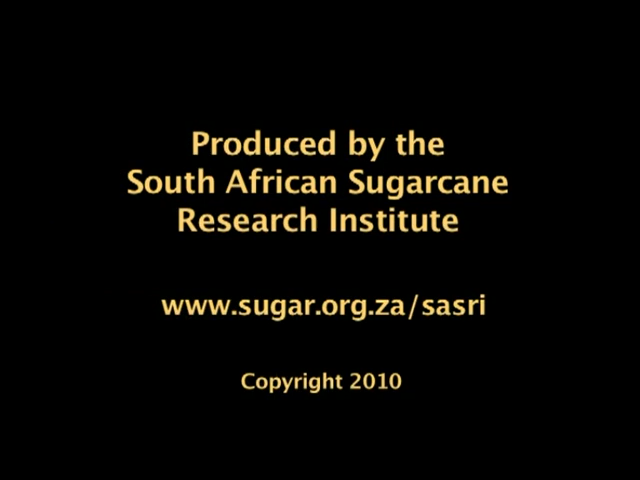 Produced by the
South African Sugarcane
Research Institute
www.sugar.org.za/sasri
Copyright 2010